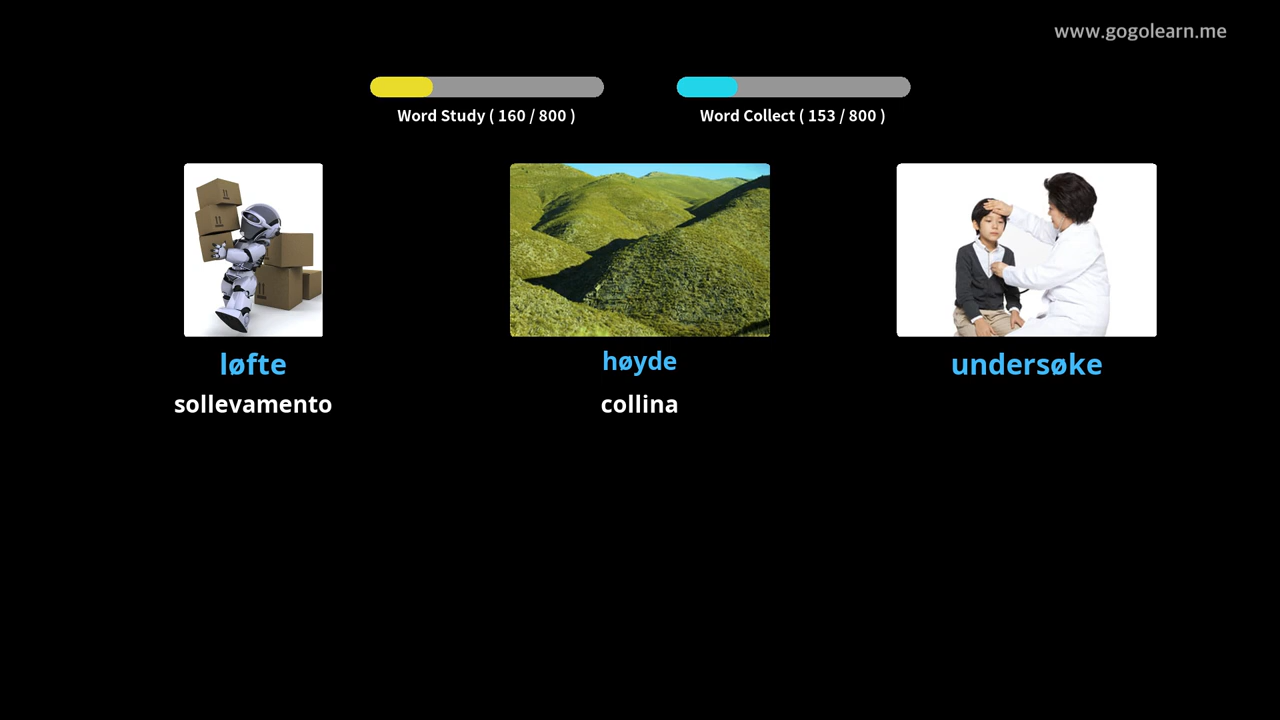 www.gogolearn.me
Word Study ( 160 / 800 )
Word Collect ( 153 / 800 )
løfte
høyde
undersøke
sollevamento
collina